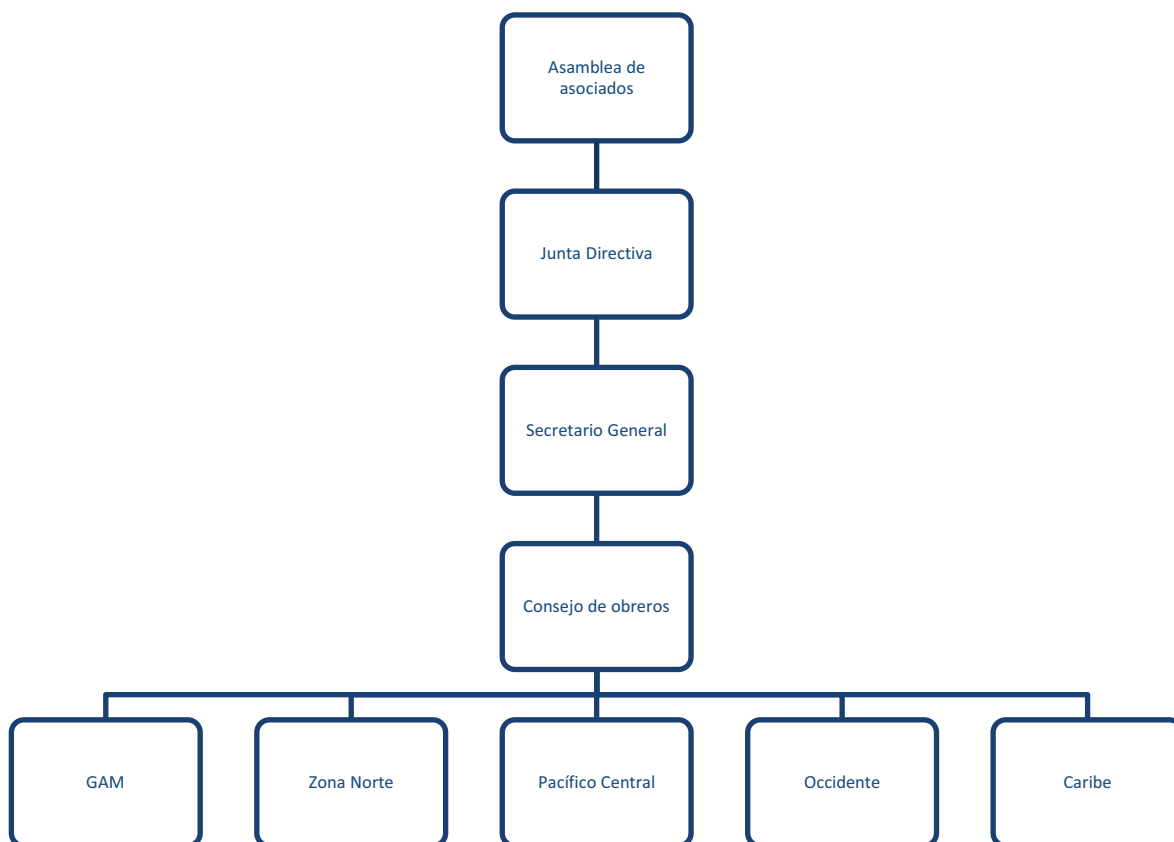 Asamblea de
asociados
Junta Directiva
Secretario General
Consejo de obreros
GAM
Zona Norte
Pacífico Central
Occidente
Caribe